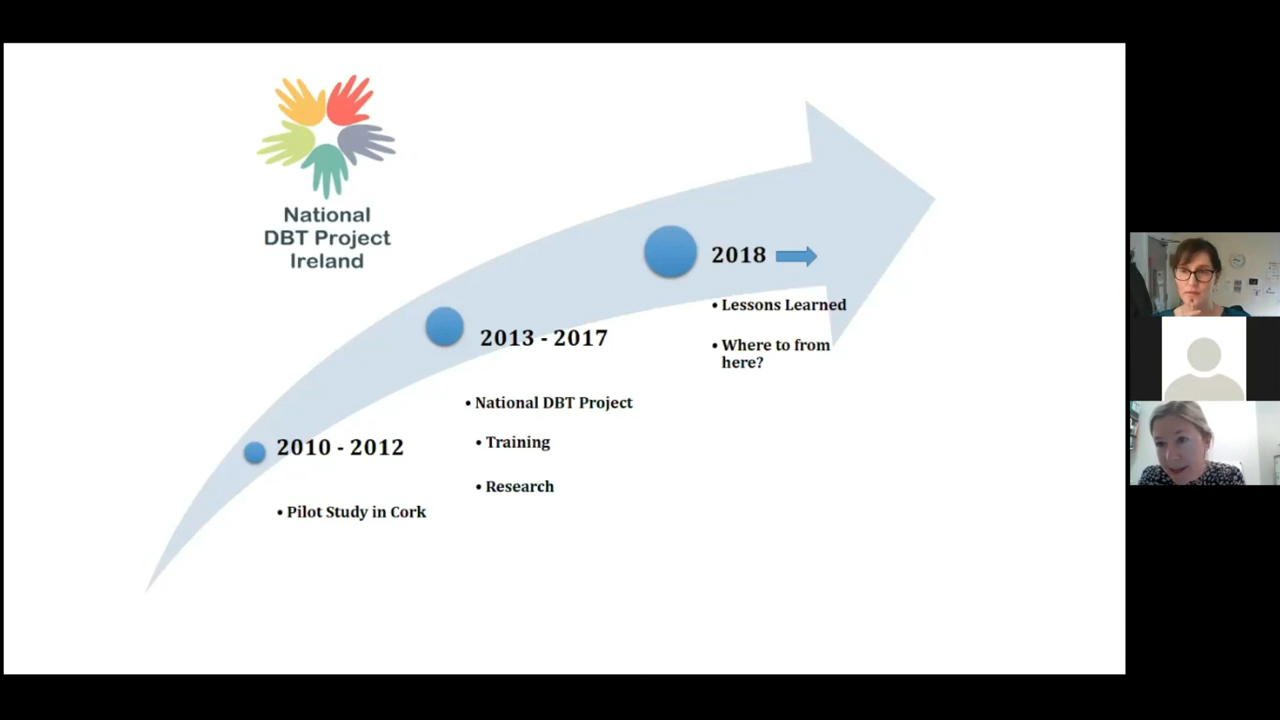 National
DBT Project
Ireland
2010 - 2012
• Pilot Study in Cork
2013 - 2017
• National DBT Project
• Training
• Research
2018
• Lessons Learned
• Where to from
here?